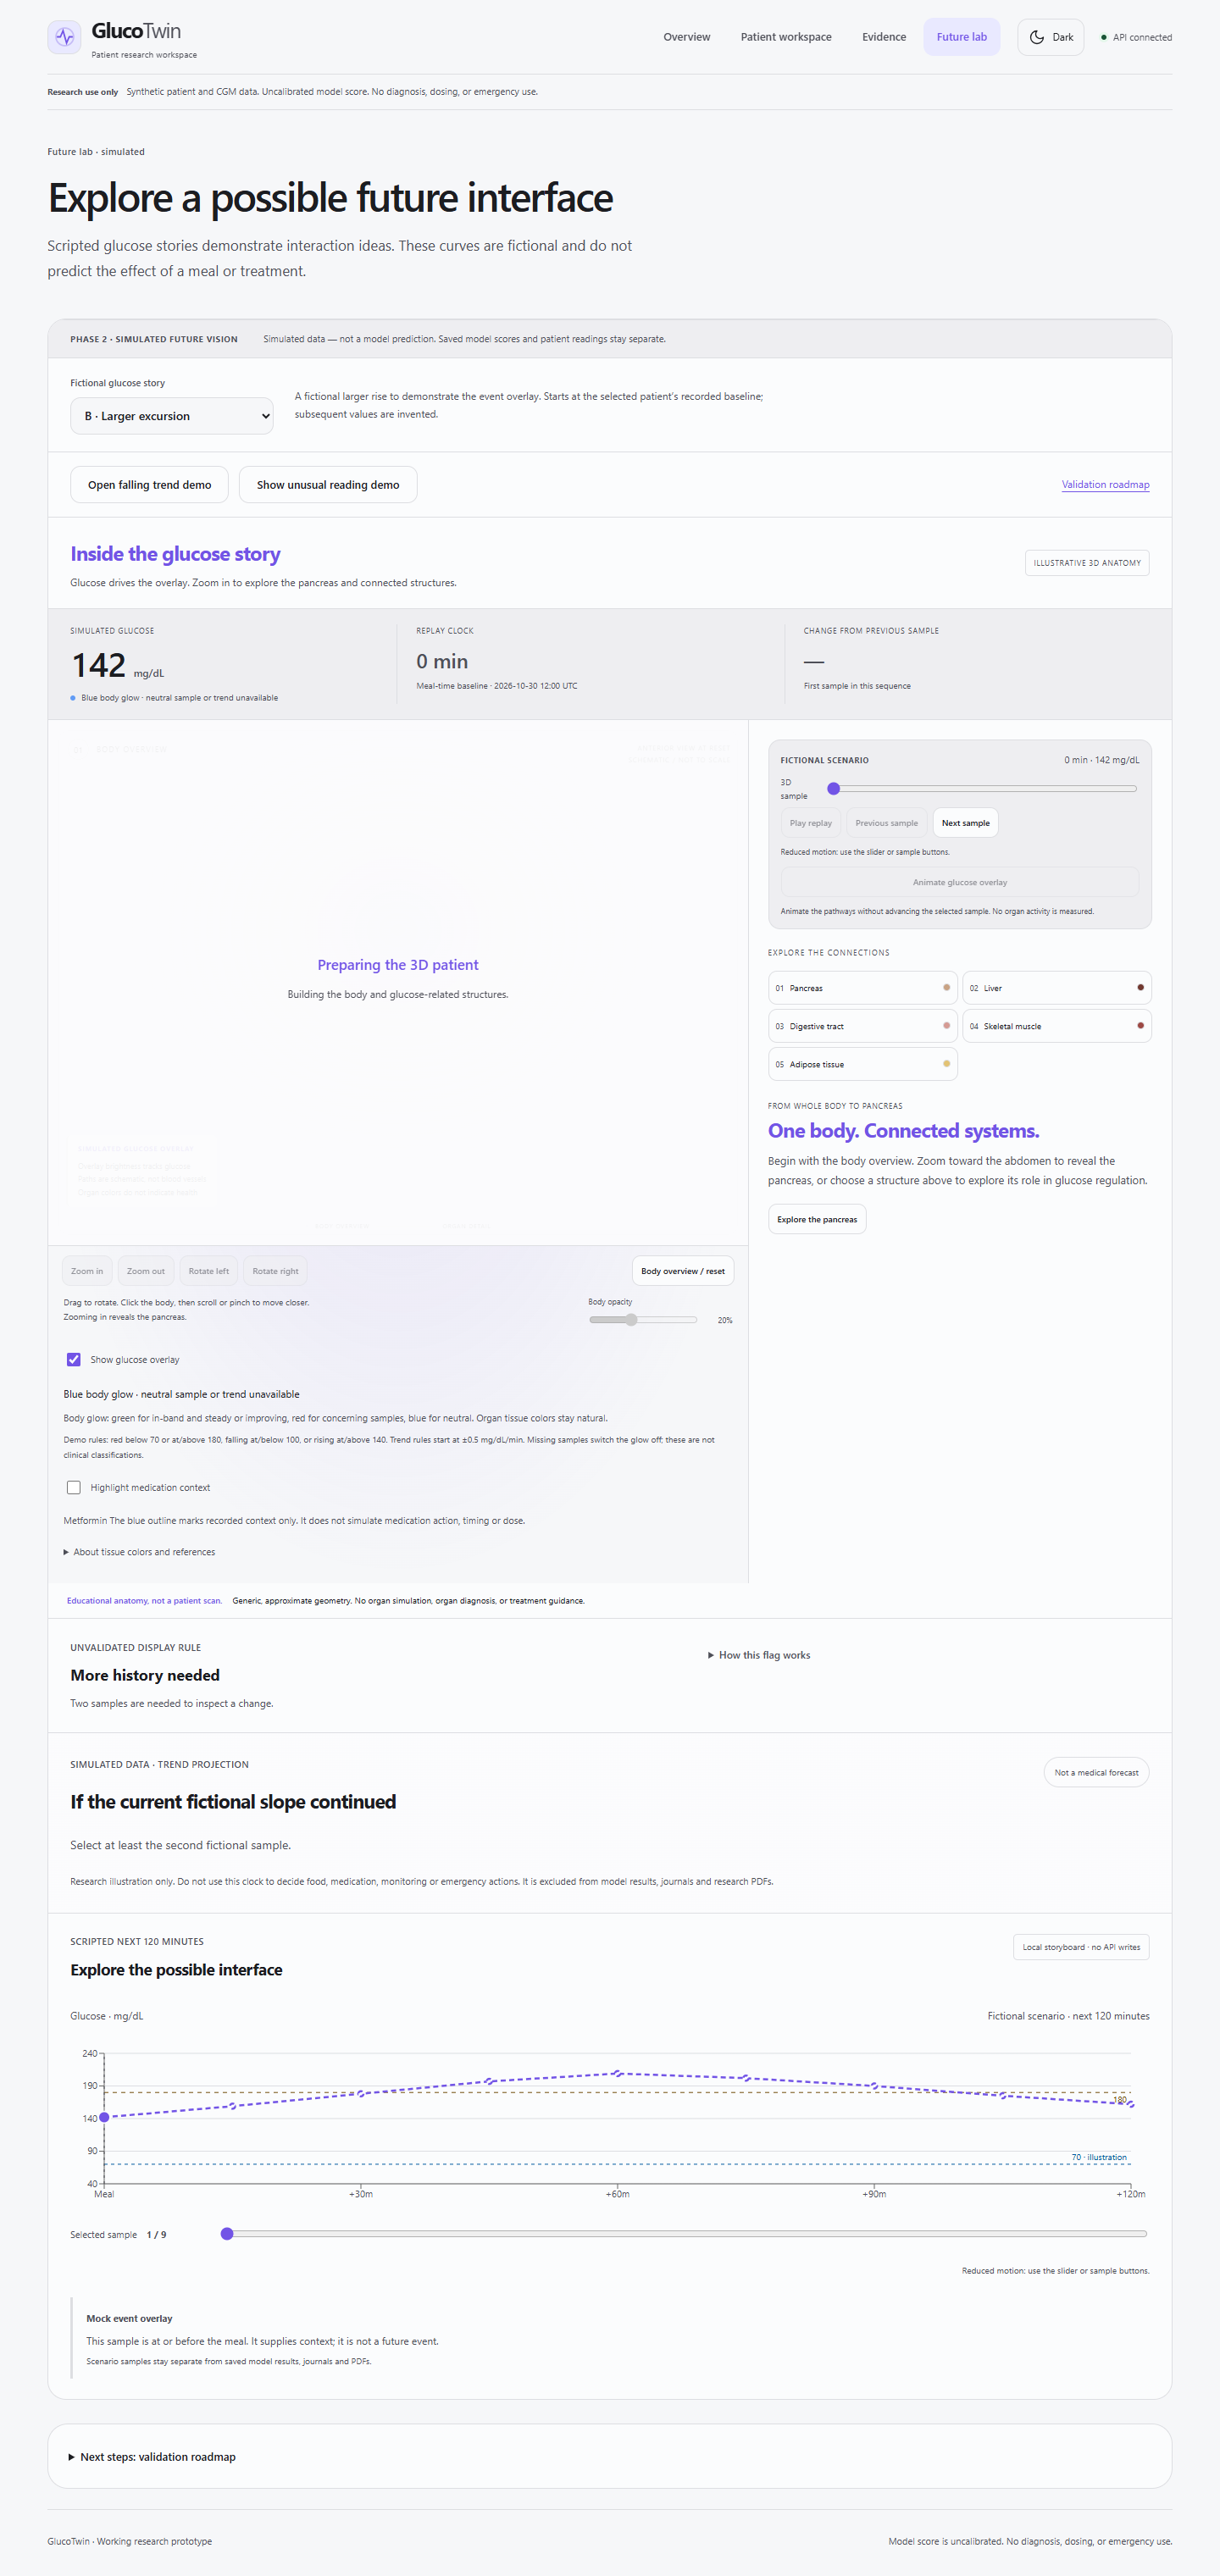 GlucoTwin
Patient research workspace
Overview
Patient workspace
Evidence
Future lab
Dark
API connected
Research use only Synthetic patient and CGM data. Uncalibrated model score. No diagnosis, dosing, or emergency use.
Future lab · simulated
Explore a possible future interface
Scripted glucose stories demonstrate interaction ideas. These curves are fictional and do not
predict the effect of a meal or treatment.
PHASE 2 · SIMULATED FUTURE VISION
Simulated data — not a model prediction. Saved model scores and patient readings stay separate.
Fictional glucose story
B · Larger excursion
A fictional larger rise to demonstrate the event overlay. Starts at the selected patient's recorded baseline;
subsequent values are invented.
Open falling trend demo
Show unusual reading demo
Validation roadmap
Inside the glucose story
Glucose drives the overlay. Zoom in to explore the pancreas and connected structures.
ILLUSTRATIVE 3D ANATOMY
SIMULATED GLUCOSE
142 mg/dL
Blue body glow · neutral sample or trend unavailable
REPLAY CLOCK
0 min
Meal-time baseline · 2026-10-30 12:00 UTC
CHANGE FROM PREVIOUS SAMPLE
—
First sample in this sequence
Preparing the 3D patient
Building the body and glucose-related structures.
Zoom in
Zoom out
Rotate left
Rotate right
Body overview / reset
Drag to rotate. Click the body, then scroll or pinch to move closer.
Zooming in reveals the pancreas.
Body opacity
20%
Show glucose overlay
Blue body glow · neutral sample or trend unavailable
Body glow: green for in-band and steady or improving, red for concerning samples, blue for neutral. Organ tissue colors stay natural.
Demo rules: red below 70 or at/above 180, falling at/below 100, or rising at/above 140. Trend rules start at ±0.5 mg/dL/min. Missing samples switch the glow off; these are not
clinical classifications.
Highlight medication context
Metformin The blue outline marks recorded context only. It does not simulate medication action, timing or dose.
About tissue colors and references
FICTIONAL SCENARIO
0 min · 142 mg/dL
3D
sample
Play replay
Previous sample
Next sample
Reduced motion: use the slider or sample buttons.
Animate glucose overlay
Animate the pathways without advancing the selected sample. No organ activity is measured.
EXPLORE THE CONNECTIONS
01 Pancreas
02 Liver
03 Digestive tract
04 Skeletal muscle
05 Adipose tissue
FROM WHOLE BODY TO PANCREAS
One body. Connected systems.
Begin with the body overview. Zoom toward the abdomen to reveal the
pancreas, or choose a structure above to explore its role in glucose regulation.
Explore the pancreas
Educational anatomy, not a patient scan. Generic, approximate geometry. No organ simulation, organ diagnosis, or treatment guidance.
UNVALIDATED DISPLAY RULE
More history needed
Two samples are needed to inspect a change.
How this flag works
SIMULATED DATA · TREND PROJECTION
If the current fictional slope continued
Not a medical forecast
Select at least the second fictional sample.
Research illustration only. Do not use this clock to decide food, medication, monitoring or emergency actions. It is excluded from model results, journals and research PDFs.
SCRIPTED NEXT 120 MINUTES
Explore the possible interface
Local storyboard · no API writes
Glucose · mg/dL
Fictional scenario · next 120 minutes
240
190
140
90
40
180
70 · illustration
Meal
+30m
+60m
+90m
+120m
Selected sample 1 / 9
Reduced motion: use the slider or sample buttons.
Mock event overlay
This sample is at or before the meal. It supplies context; it is not a future event.
Scenario samples stay separate from saved model results, journals and PDFs.
Next steps: validation roadmap
GlucoTwin · Working research prototype
Model score is uncalibrated. No diagnosis, dosing, or emergency use.